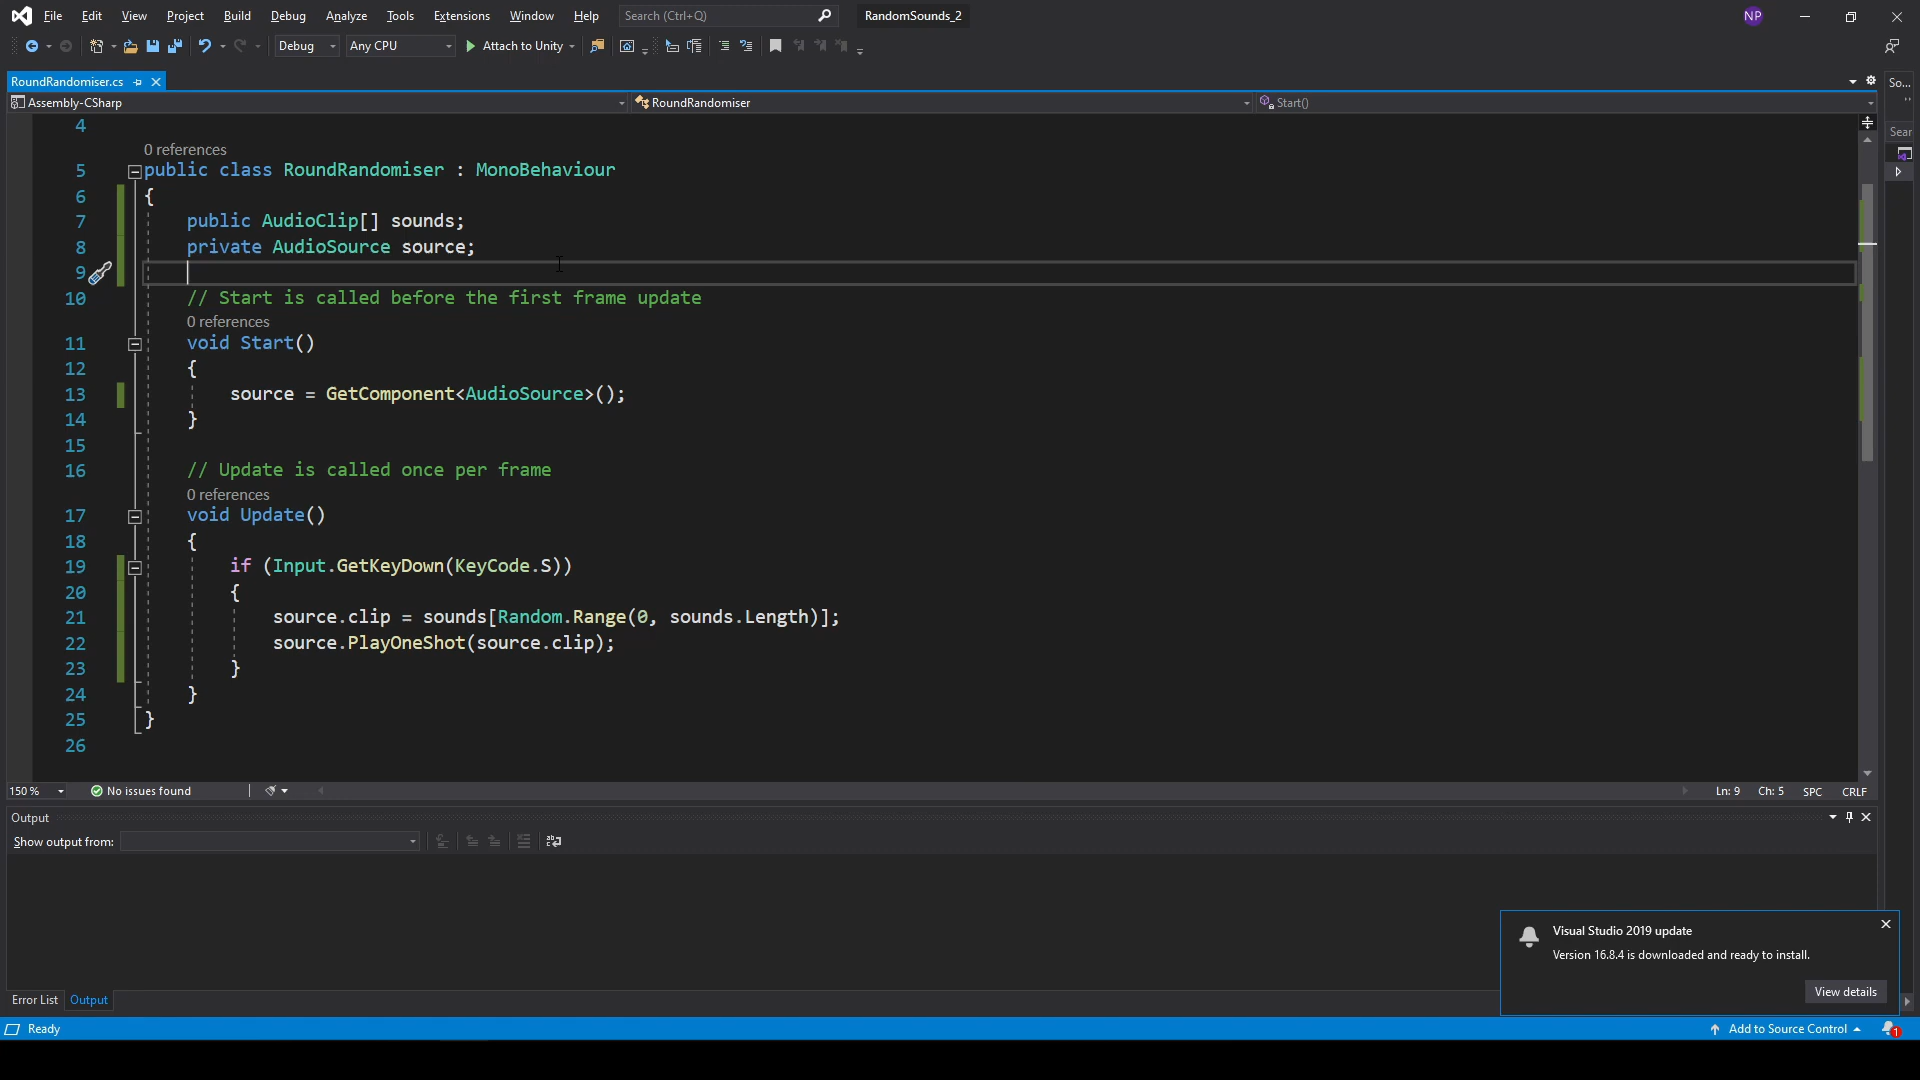 File Edit View Project Build Debug Analyze Tools Extensions Window Help Search (Ctrl+Q) RandomSounds_2 NP
Debug Any CPU Attach to Unity
RoundRandomiser.cs
Assembly-CSharp RoundRandomiser Start()
So...
Sear
4
0 references
5 public class RoundRandomiser : MonoBehaviour
6 {
7 public AudioClip[] sounds;
8 private AudioSource source;
9
10 // Start is called before the first frame update
0 references
11 void Start()
12 {
13 source = GetComponent<AudioSource>();
14 }
15
16 // Update is called once per frame
0 references
17 void Update()
18 {
19 if (Input.GetKeyDown(KeyCode.S))
20 {
21 source.clip = sounds[Random.Range(0, sounds.Length)];
22 source.PlayOneShot(source.clip);
23 }
24 }
25 }
26
150 % No issues found Ln: 9 Ch: 5 SPC CRLF
Output
Show output from:
Visual Studio 2019 update
Version 16.8.4 is downloaded and ready to install.
View details
Error List Output
Ready Add to Source Control 1